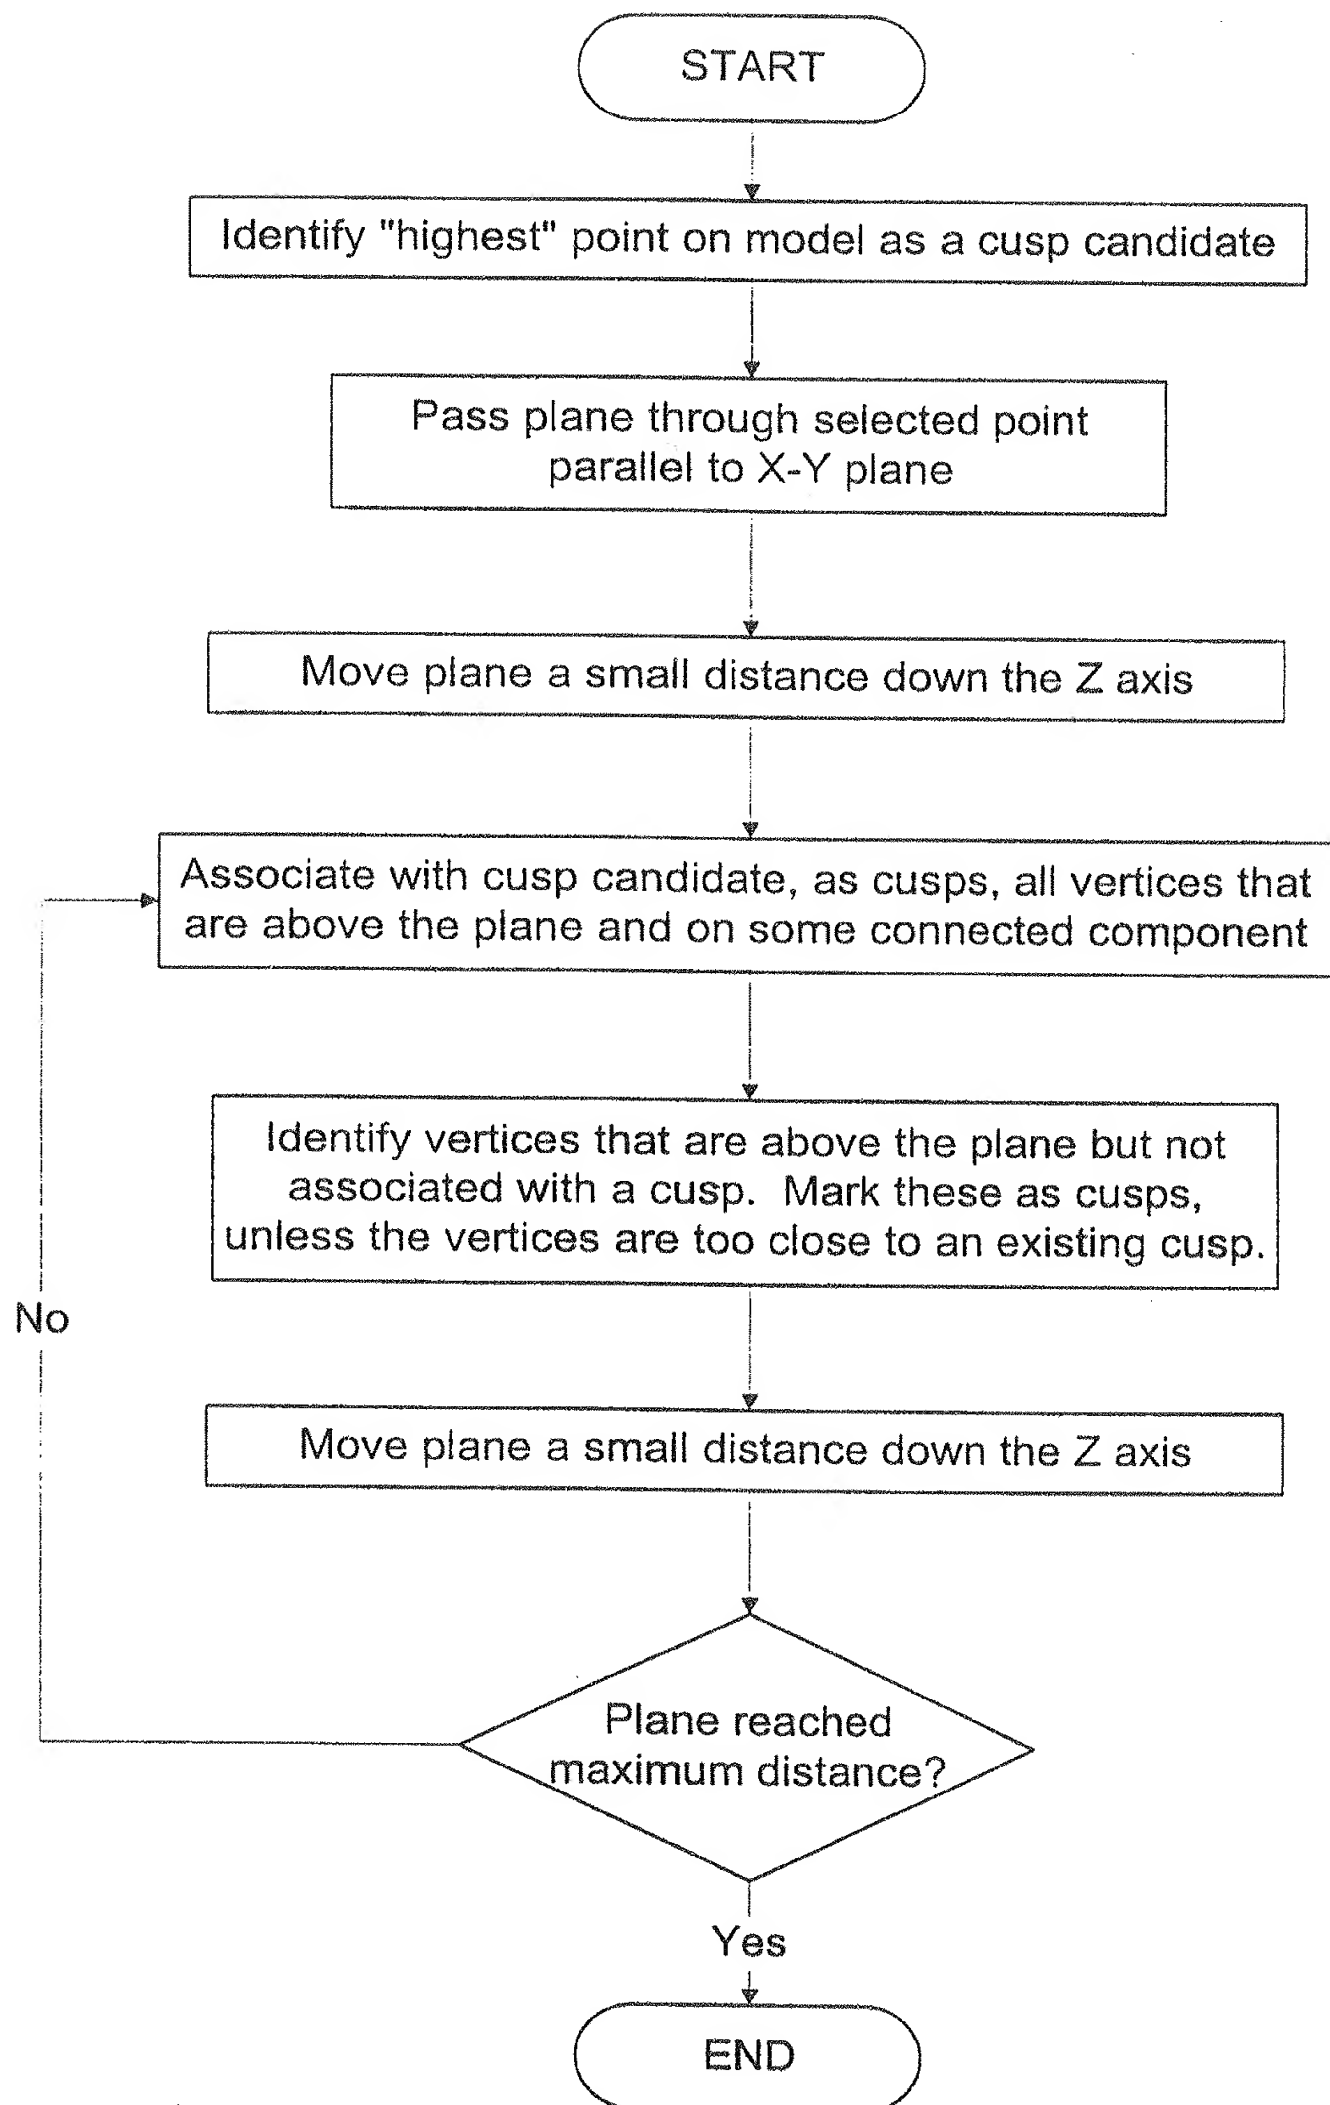 START
Identify "highest" point on model as a cusp candidate
Pass plane through selected point
parallel to X-Y plane
Move plane a small distance down the Z axis
Associate with cusp candidate, as cusps, all vertices that
are above the plane and on some connected component
Identify vertices that are above the plane but not
associated with a cusp. Mark these as cusps,
unless the vertices are too close to an existing cusp.
No
Move plane a small distance down the Z axis
Plane reached
maximum distance?
Yes
END